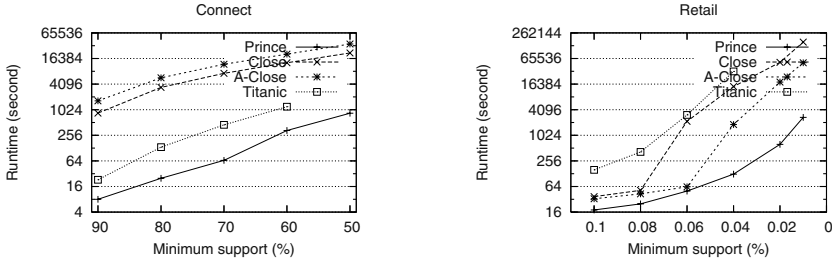 Connect
65536
16384
4096
1024
256
64
16
4
Runtime (second)
Prince
Close
A-Close
Titanic
90 80 70 60 50
Minimum support (%)
Retail
262144
65536
16384
4096
1024
256
64
16
Runtime (second)
Prince
Close
A-Close
Titanic
0.1 0.08 0.06 0.04 0.02 0
Minimum support (%)